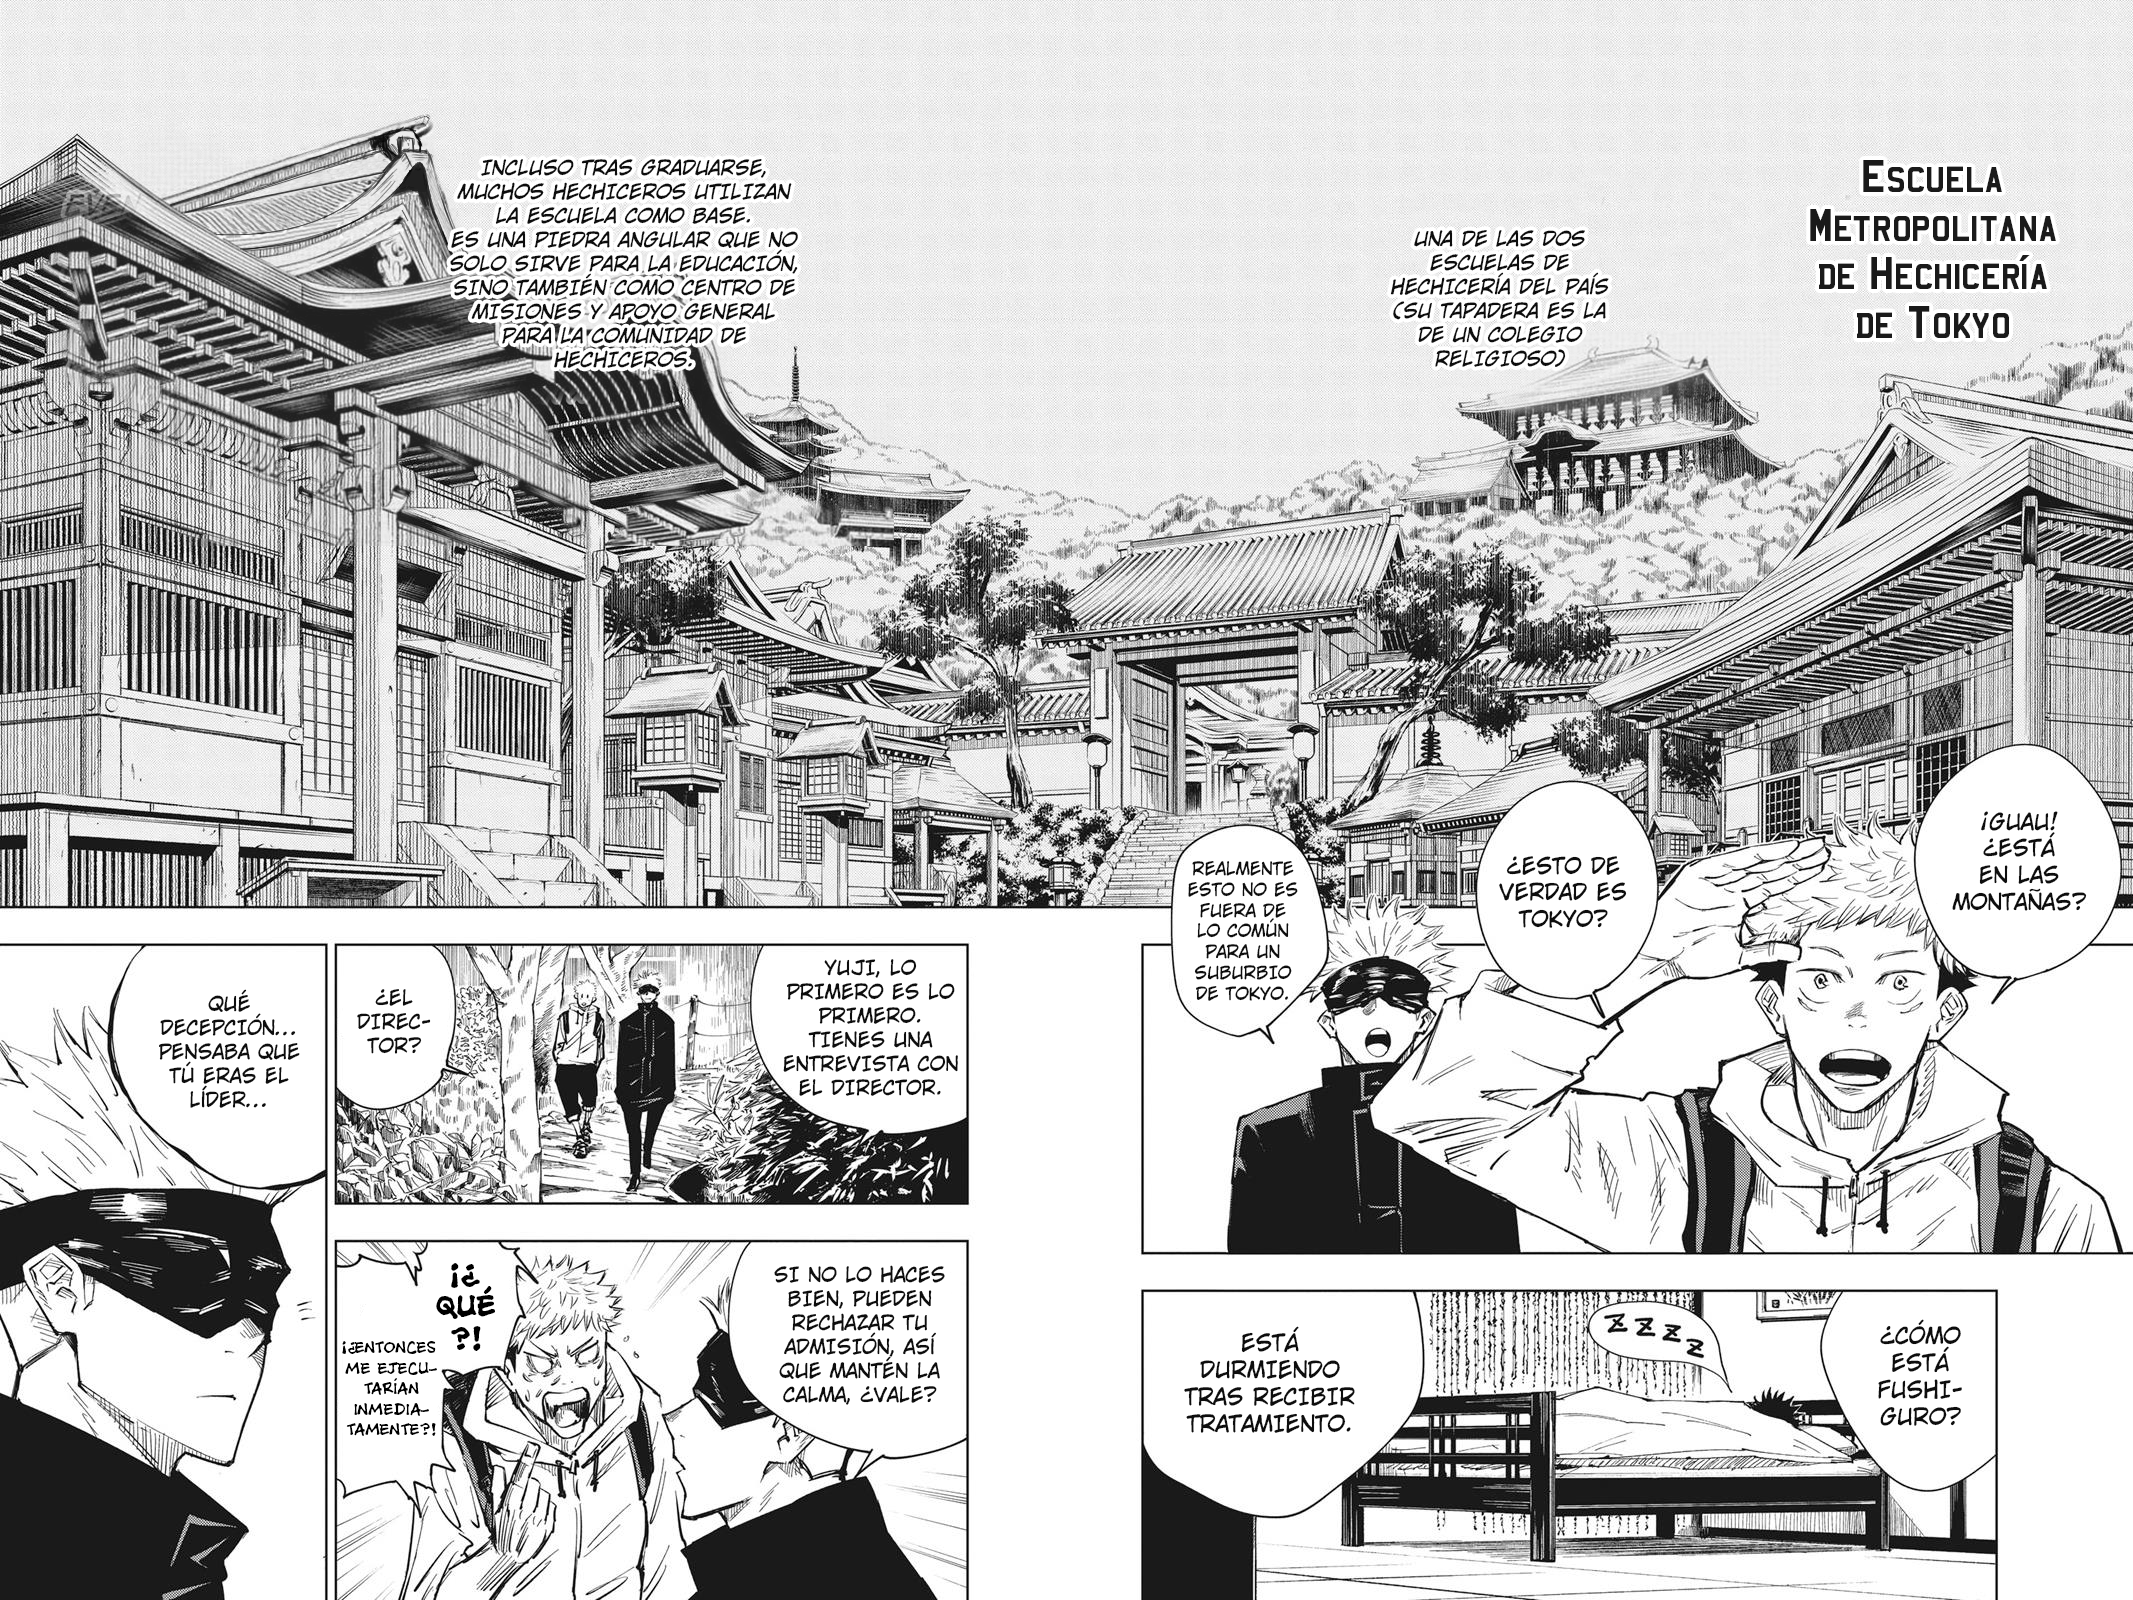 ESCUELA
METROPOLITANA
DE HECHICERÍA
DE TOKYO
UNA DE LAS DOS
ESCUELAS DE
HECHICERÍA DEL PAÍS
(SU TAPADERA ES LA
DE UN COLEGIO
RELIGIOSO)
INCLUSO TRAS GRADUARSE,
MUCHOS HECHICEROS UTILIZAN
LA ESCUELA COMO BASE.
ES UNA PIEDRA ANGULAR QUE NO
SOLO SIRVE PARA LA EDUCACIÓN,
SINO TAMBIÉN COMO CENTRO DE
MISIONES Y APOYO GENERAL
PARA LA COMUNIDAD DE
HECHICEROS.
¡GUAU!
¿ESTÁ
EN LAS
MONTAÑAS?
¿ESTO DE
VERDAD ES
TOKYO?
REALMENTE
ESTO NO ES
FUERA DE
LO COMÚN
PARA UN
SUBURBIO
DE TOKYO.
¿CÓMO
ESTÁ
FUSHI-
GURO?
ZZZZ
ESTÁ
DURMIENDO
TRAS RECIBIR
TRATAMIENTO.
YUJI, LO
PRIMERO ES LO
PRIMERO.
TIENES UNA
ENTREVISTA CON
EL DIRECTOR.
¿EL
DIREC-
TOR?
SI NO LO HACES
BIEN, PUEDEN
RECHAZAR TU
ADMISIÓN, ASÍ
QUE MANTÉN LA
CALMA, ¿VALE?
¡¿
QUÉ
?!
¡¿ENTONCES
ME EJECU-
TARÍAN
INMEDIA-
TAMENTE?!
QUÉ
DECEPCIÓN...
PENSABA QUE
TÚ ERAS EL
LÍDER...